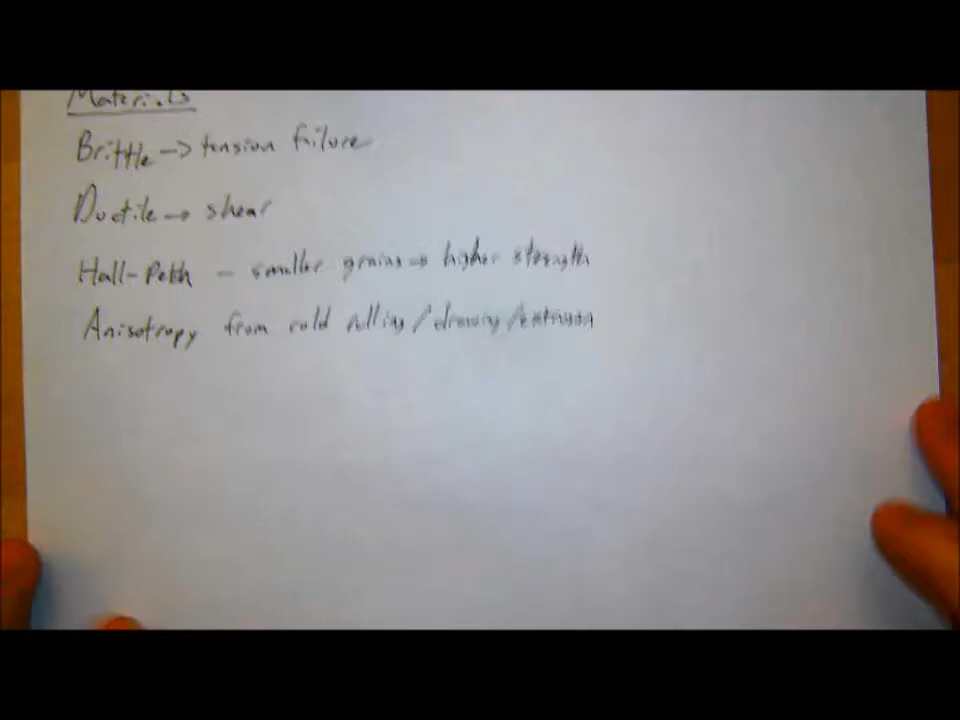 Materials
Brittle -> tension failure
Ductile -> shear
Hall-Petch - smaller grains -> higher strength
Anisotropy from cold rolling/drawing/extrusion